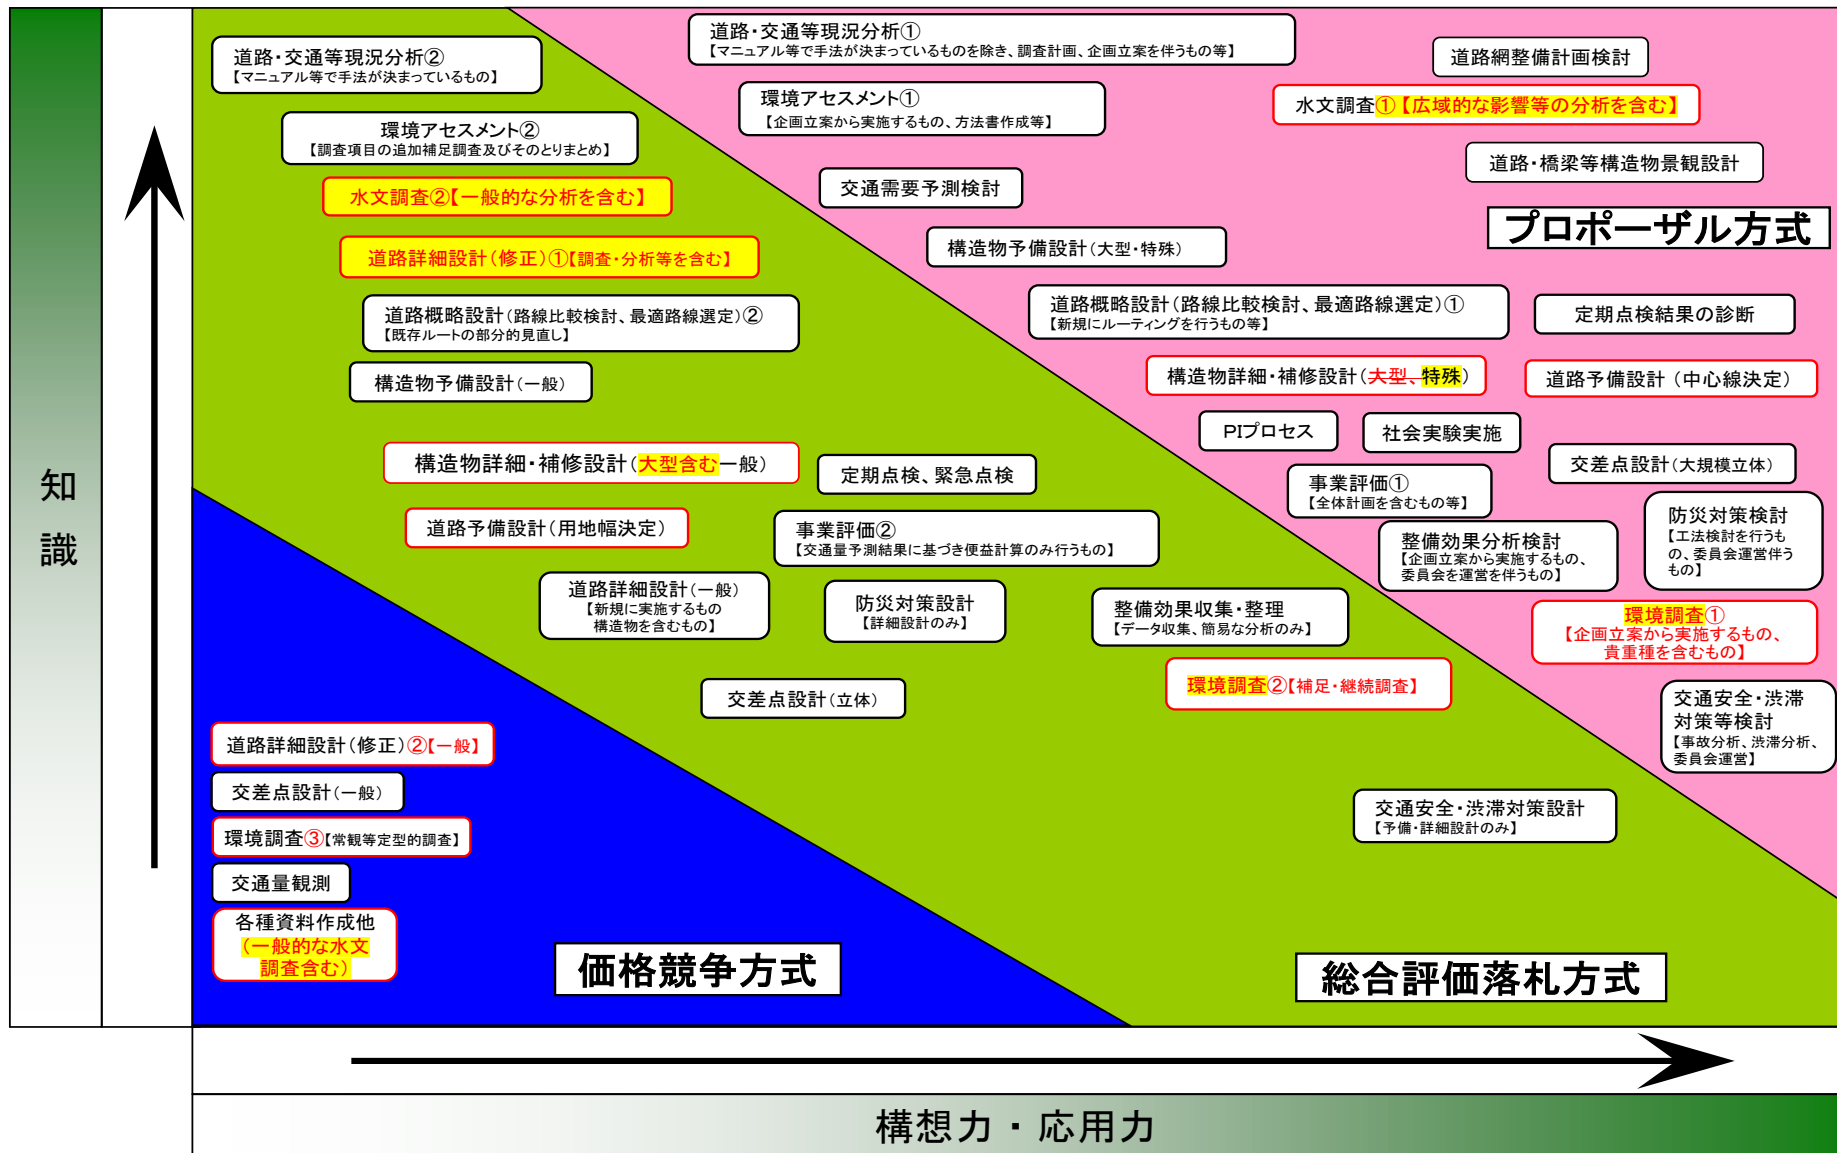 道路・交通等現況分析②
【マニュアル等で手法が決まっているもの】
道路・交通等現況分析①
【マニュアル等で手法が決まっているものを除き、調査計画、企画立案を伴うもの等】
道路網整備計画検討
環境アセスメント①
【企画立案から実施するもの、方法書作成等】
水文調査①【広域的な影響等の分析を含む】
環境アセスメント②
【調査項目の追加補足調査及びそのとりまとめ】
道路・橋梁等構造物景観設計
水文調査②【一般的な分析を含む】
交通需要予測検討
プロポーザル方式
道路詳細設計(修正)①【調査・分析等を含む】
構造物予備設計(大型・特殊)
道路概略設計(路線比較検討、最適路線選定)②
【既存ルートの部分的見直し】
道路概略設計(路線比較検討、最適路線選定)①
【新規にルーティングを行うもの等】
定期点検結果の診断
構造物予備設計(一般)
構造物詳細・補修設計(大型、特殊)
道路予備設計(中心線決定)
PIプロセス
社会実験実施
構造物詳細・補修設計(大型含む一般)
定期点検、緊急点検
交差点設計(大規模立体)
事業評価①
【全体計画を含むもの等】
道路予備設計(用地幅決定)
事業評価②
【交通量予測結果に基づき便益計算のみ行うもの】
整備効果分析検討
【企画立案から実施するもの、
委員会を運営を伴うもの】
防災対策検討
【工法検討を行うも
の、委員会運営伴う
もの】
道路詳細設計(一般)
【新規に実施するもの
構造物を含むもの】
防災対策設計
【詳細設計のみ】
整備効果収集・整理
【データ収集、簡易な分析のみ】
環境調査①
【企画立案から実施するもの、
貴重種を含むもの】
環境調査②【補足・継続調査】
交差点設計(立体)
交通安全・渋滞
対策等検討
【事故分析、渋滞分析、
委員会運営】
道路詳細設計(修正)②【一般】
交差点設計(一般)
環境調査③【常観等定型的調査】
交通安全・渋滞対策設計
【予備・詳細設計のみ】
交通量観測
各種資料作成他
(一般的な水文
調査含む)
価格競争方式
総合評価落札方式
知
識
構想力・応用力